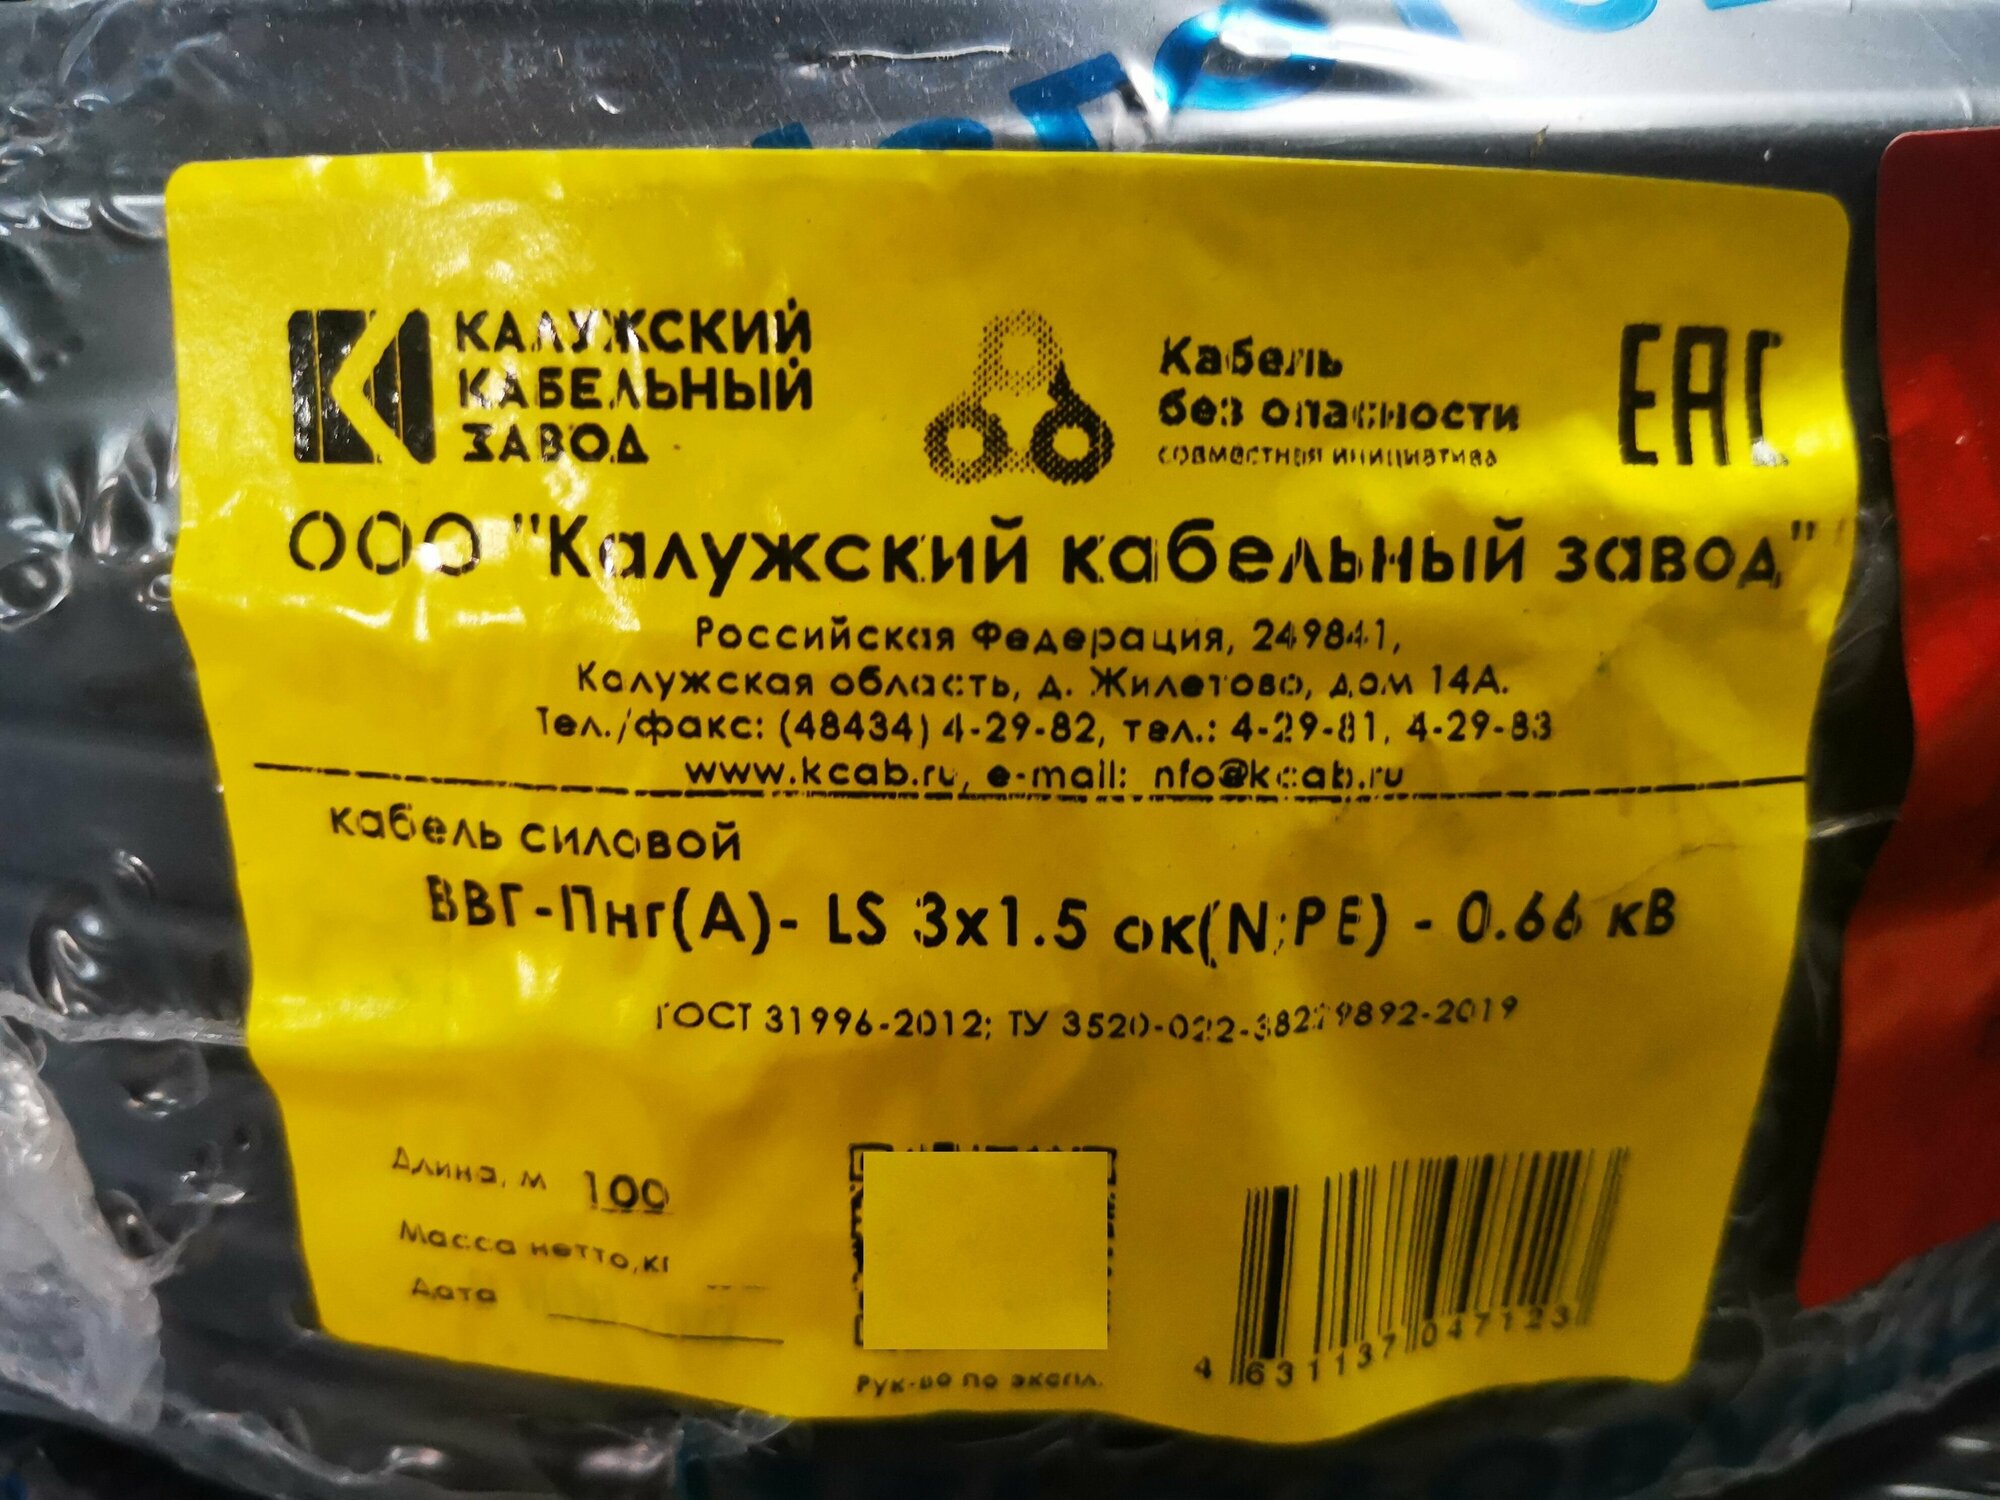 КАЛУЖСКИЙ
КАБЕЛЬНЫЙ
ЗАВОД
Кабель
без опасности
совместная инициатива
ЕАС
ООО "Калужский кабельный завод"
Российская Федерация, 249841,
Калужская область, д. Жилетово, дом 14А.
Тел./факс: (48434) 4-29-82, тел.: 4-29-81, 4-29-83
www.kcab.ru, e-mail: nfo@kcab.ru
кабель силовой
ВВГ-Пнг(А)- LS 3х1.5 ок(N;PE) - 0.66 кВ
ГОСТ 31996-2012; ТУ 3520-022-38229892-2019
Длина, м 100
Масса нетто,кг
Дата
Рук-во по экспл.
4 631137 047123